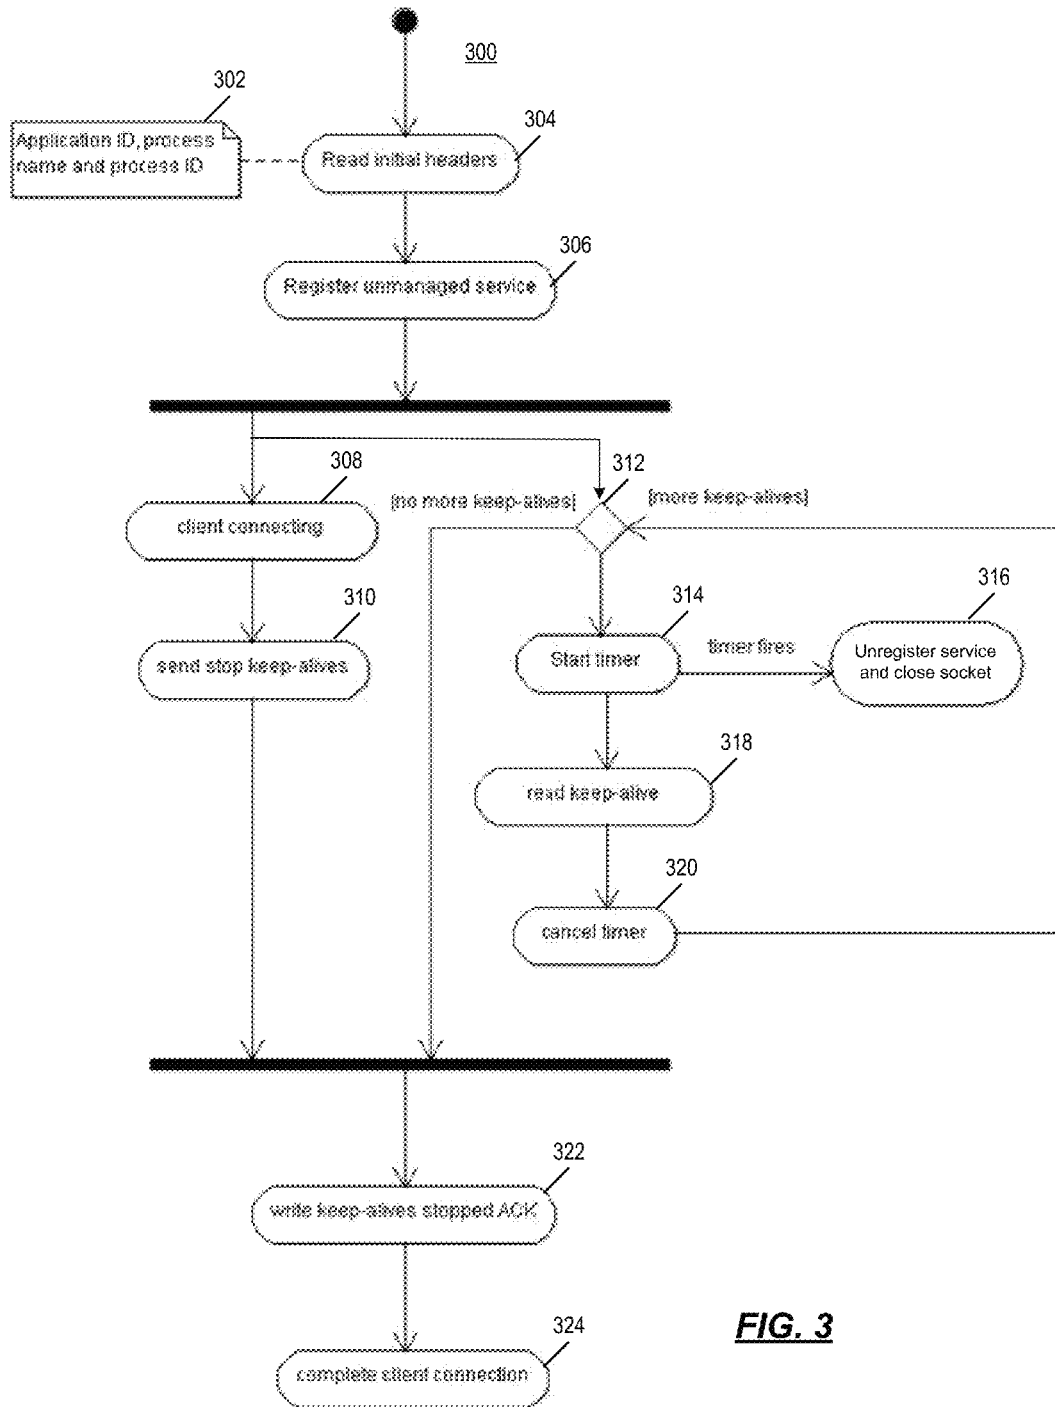 300
302
304
Application ID, process
name and process ID
Read initial headers
306
Register unmanaged service
308
312
[no more keep-alives]
[more keep-alives]
client connecting
310
314
316
send stop keep-alives
Start timer
timer fires
Unregister service
and close socket
318
read keep-alive
320
cancel timer
322
write keep-alives stopped ACK
324
complete client connection
FIG. 3